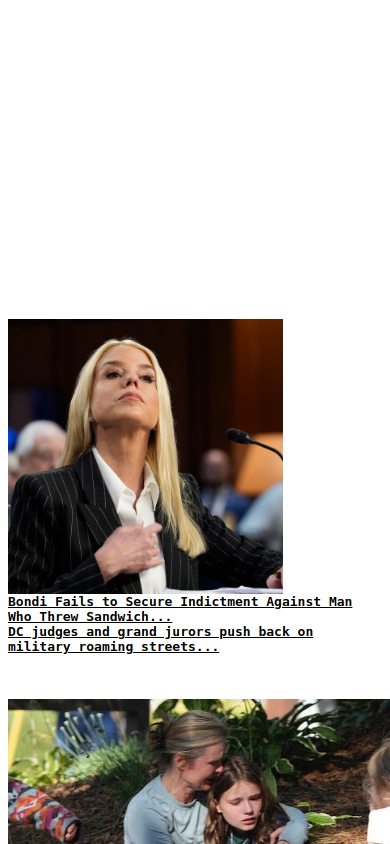 Bondi Fails to Secure Indictment Against Man
Who Threw Sandwich...
DC judges and grand jurors push back on
military roaming streets...